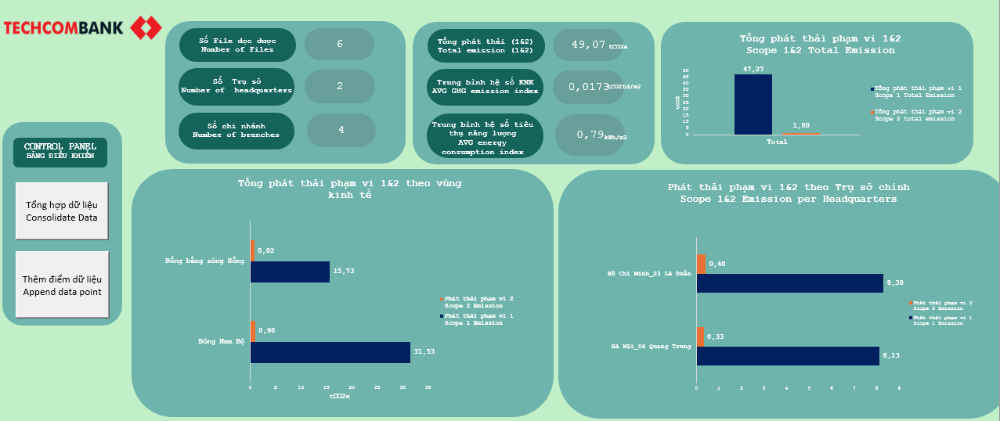 TECHCOMBANK
Số File đọc được
Number of Files
6
Số Trụ sở
Number of headquarters
2
Số chi nhánh
Number of branches
4
Tổng phát thải (1&2)
Total emission (1&2)
49,07 tCO2e
Trung bình hệ số KNK
AVG GHG emission index
0,0173 tCO2td/m2
Trung bình hệ số tiêu
thụ năng lượng
AVG energy
consumption index
0,79 kWh/m2
Tổng phát thải phạm vi 1&2
Scope 1&2 Total Emission
50
45
40
35
30
25
20
15
10
5
0
tCO2
47,27
1,80
Total
Tổng phát thải phạm vi 1
Scope 1 Total Emission
Tổng phát thải phạm vi 2
Scope 2 total emission
CONTROL PANEL
BẢNG ĐIỀU KHIỂN
Tổng hợp dữ liệu
Consolidate Data
Thêm điểm dữ liệu
Append data point
Tổng phát thải phạm vi 1&2 theo vùng
kinh tế
Đồng bằng sông Hồng
0,82
15,73
Đông Nam Bộ
0,98
31,53
0 5 10 15 20 25 30 35
tCO2e
Phát thải phạm vi 2
Scope 2 Emission
Phát thải phạm vi 1
Scope 1 Emission
Phát thải phạm vi 1&2 theo Trụ sở chính
Scope 1&2 Emission per Headquarters
Hồ Chí Minh_23 Lê Duẩn
0,40
8,30
Hà Nội_06 Quang Trung
0,33
8,13
0 1 2 3 4 5 6 7 8 9
Phát thải phạm vi 2
Scope 2 Emission
Phát thải phạm vi 1
Scope 1 Emission